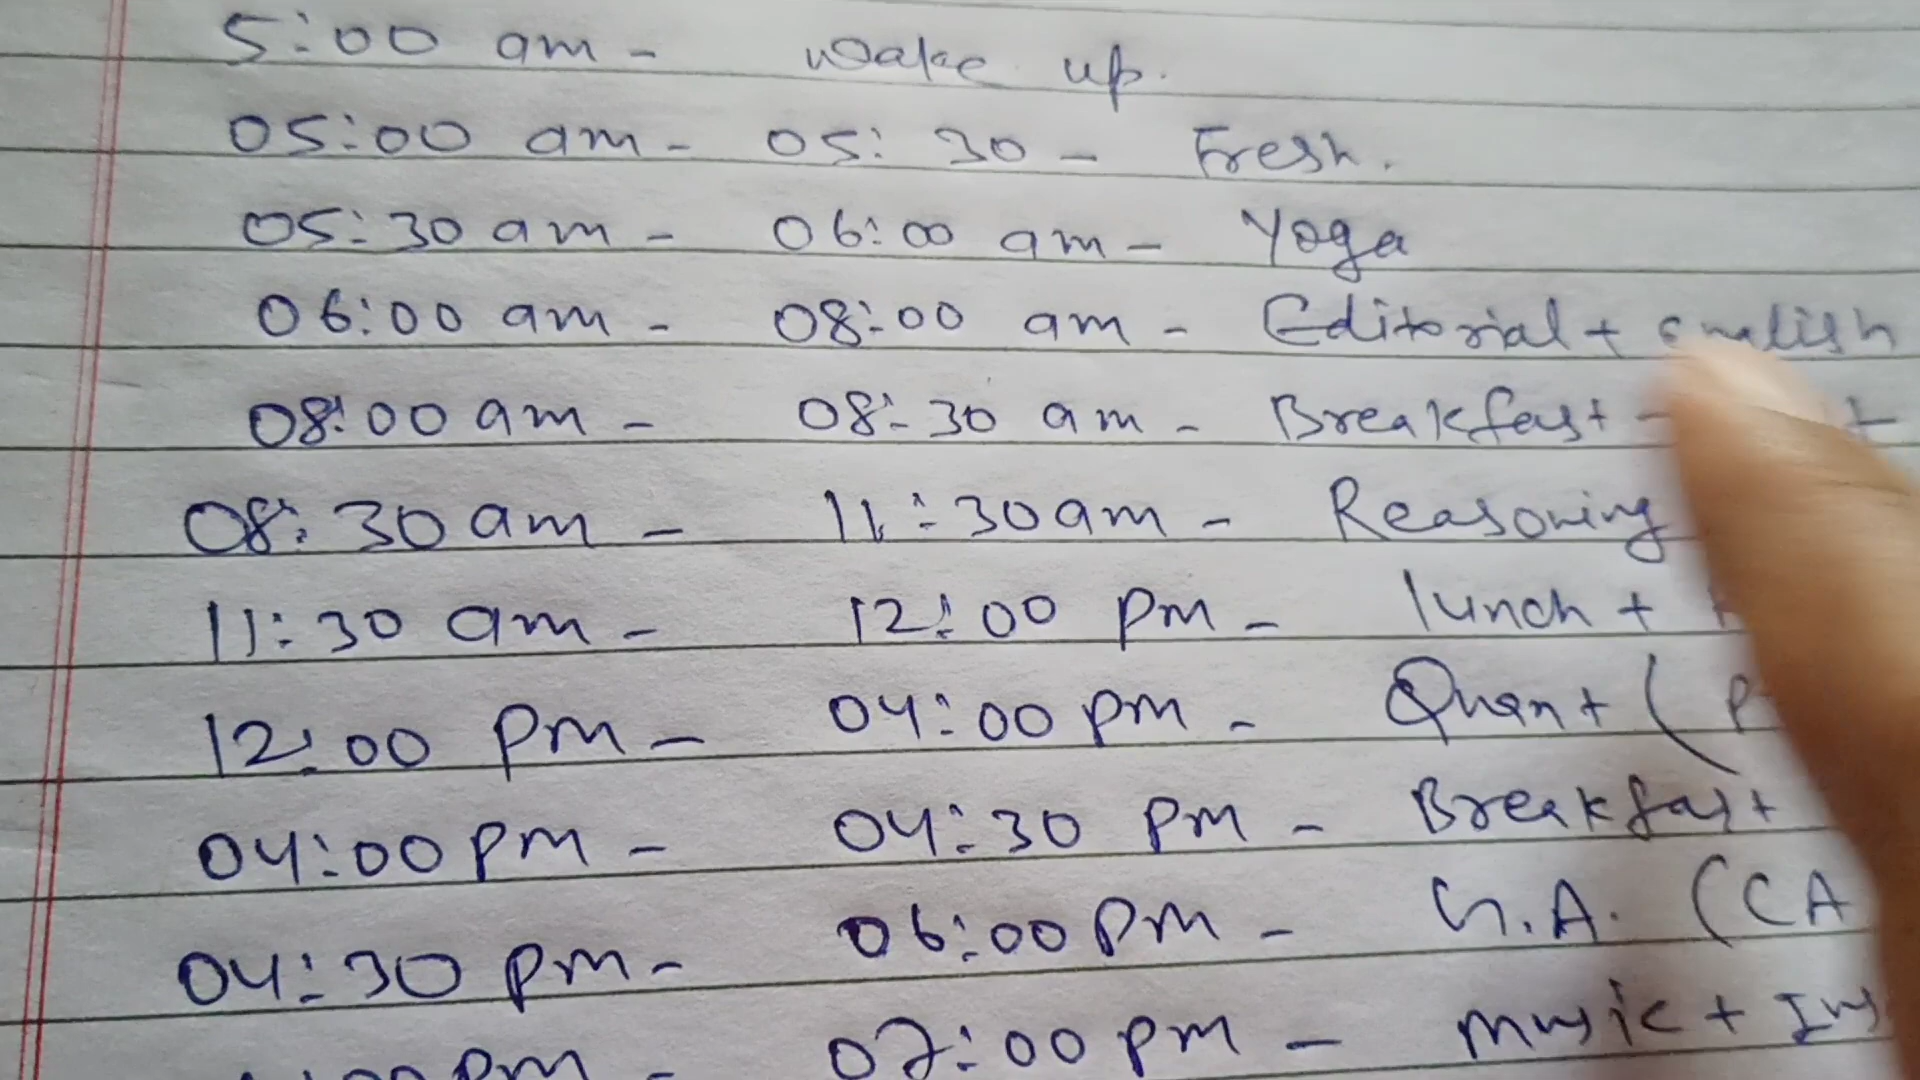 5:00 am - wake up.
05:00 am - 05:30 - Fresh.
05:30 am - 06:00 am - Yoga
06:00 am - 08:00 am - Editorial + English
08:00 am - 08:30 am - Breakfast
08:30 am - 11:30 am - Reasoning
11:30 am - 12:00 pm - lunch +
12:00 pm - 04:00 pm - Quant (
04:00 pm - 04:30 pm - Breakfast
04:30 pm - 06:00 pm - G.A. (CA
pm - 07:00 pm - music +